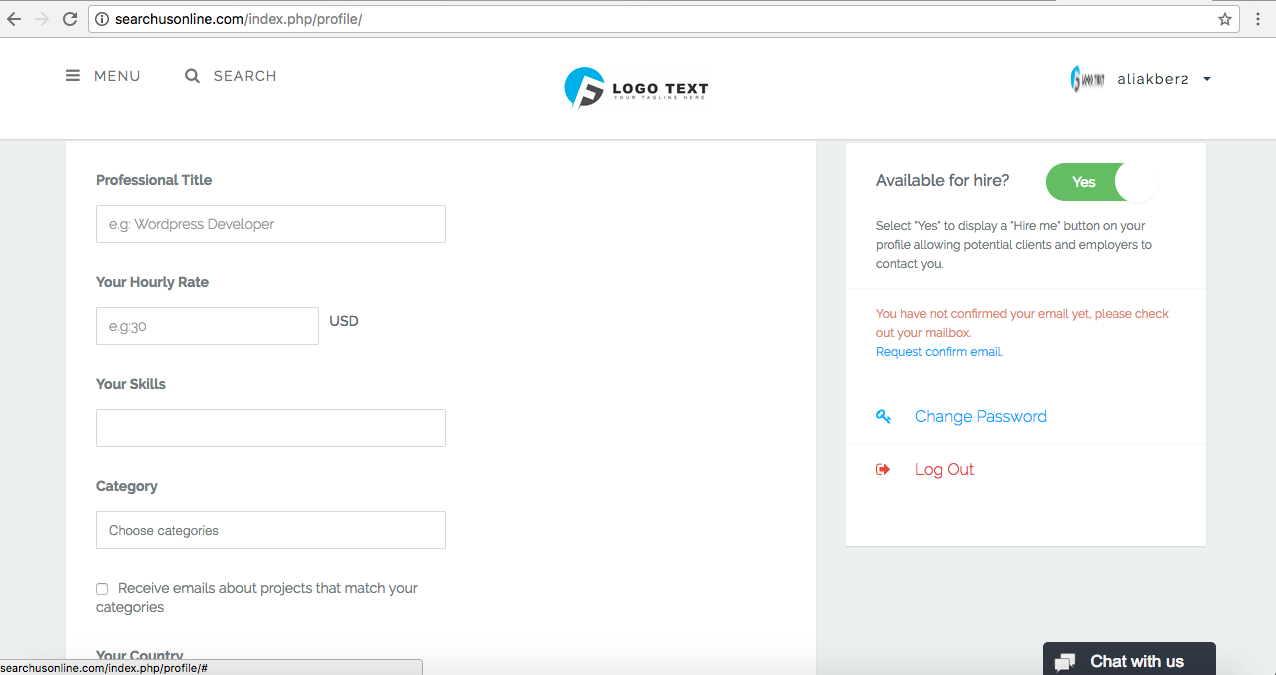 searchusonline.com/index.php/profile/
MENU
SEARCH
LOGO TEXT
YOUR TAGLINE HERE
LOGO TEXT
aliakber2
Professional Title
e.g: Wordpress Developer
Your Hourly Rate
e.g:30
USD
Your Skills
Category
Choose categories
Receive emails about projects that match your
categories
Your Country
Available for hire?
Yes
Select "Yes" to display a "Hire me" button on your
profile allowing potential clients and employers to
contact you.
You have not confirmed your email yet, please check
out your mailbox.
Request confirm email.
Change Password
Log Out
searchusonline.com/index.php/profile/#
Chat with us